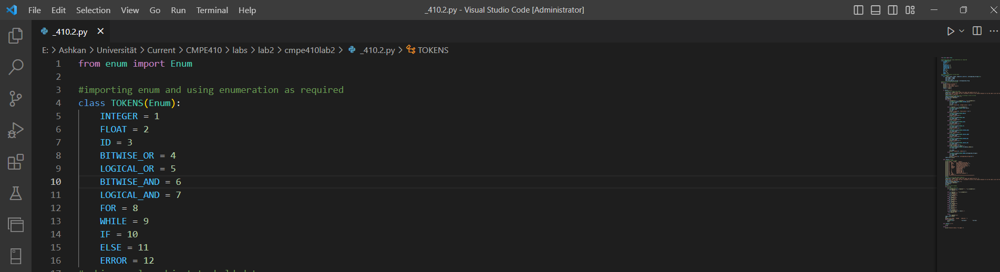 File Edit Selection View Go Run Terminal Help _410.2.py - Visual Studio Code [Administrator]
_410.2.py
E: > Ashkan > Universität > Current > CMPE410 > labs > lab2 > cmpe410lab2 > _410.2.py > TOKENS
1 from enum import Enum
2
3 #importing enum and using enumeration as required
4 class TOKENS(Enum):
5 INTEGER = 1
6 FLOAT = 2
7 ID = 3
8 BITWISE_OR = 4
9 LOGICAL_OR = 5
10 BITWISE_AND = 6
11 LOGICAL_AND = 7
12 FOR = 8
13 WHILE = 9
14 IF = 10
15 ELSE = 11
16 ERROR = 12
17